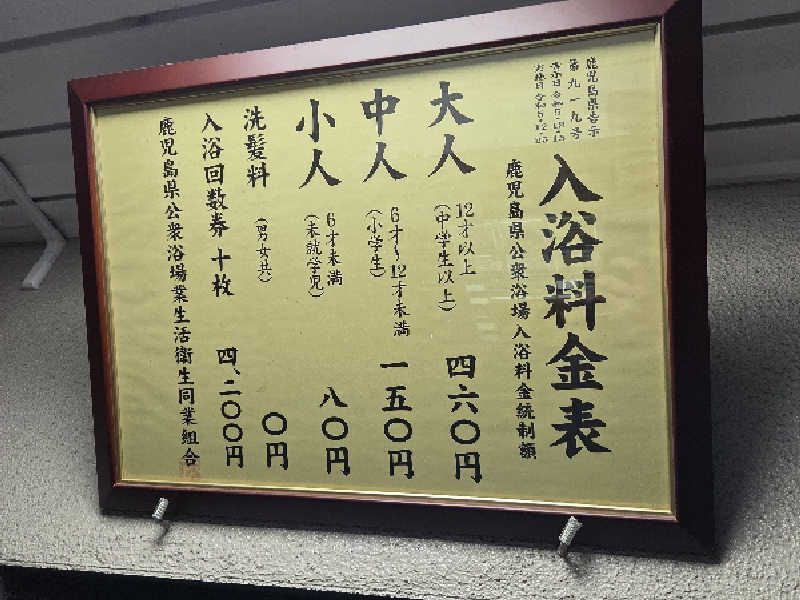 鹿児島県告示
第九一九号
入浴料金表
鹿児島県公衆浴場入浴料金統制額
大人 12才以上(中学生以上) 四六〇円
中人 6才~12才未満(小学生) 一五〇円
小人 6才未満(未就学児) 八〇円
洗髪料(男女共) 〇円
入浴回数券十枚 四、二〇〇円
鹿児島県公衆浴場業生活衛生同業組合